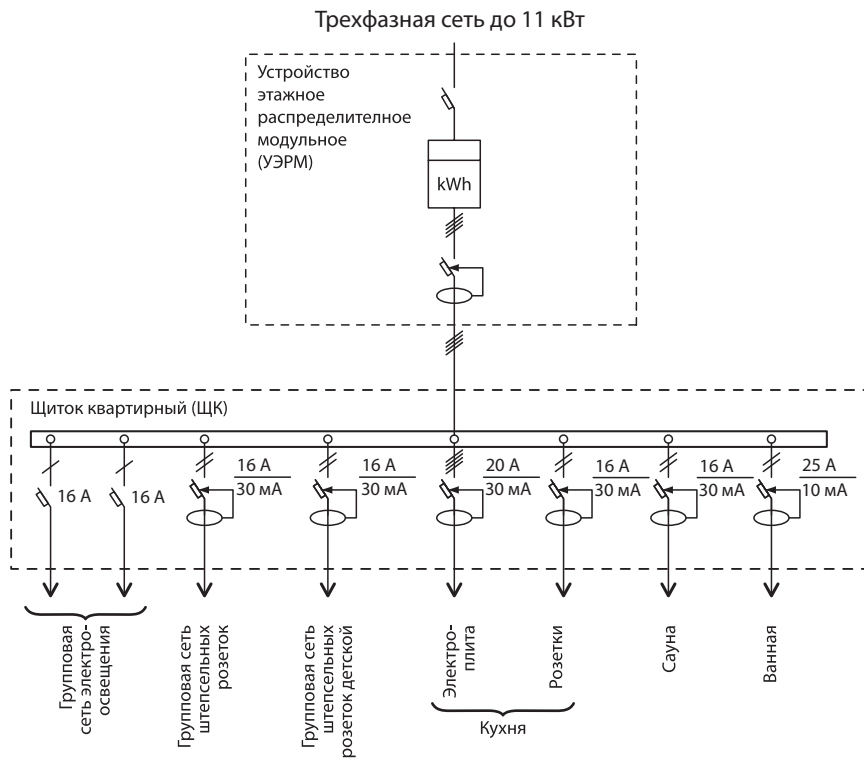 Трехфазная сеть до 11 кВт
Устройство
этажное
распределителное
модульное
(УЭРМ)
kWh
Щиток квартирный (ЩК)
16 А
16 А
16 А
30 мА
16 А
30 мА
20 А
30 мА
16 А
30 мА
16 А
30 мА
25 А
10 мА
Групповая
сеть электро-
освещения
Групповая сеть
штепсельных
розеток
Групповая сеть
штепсельных
розеток детской
Электро-
плита
Розетки
Кухня
Сауна
Ванная